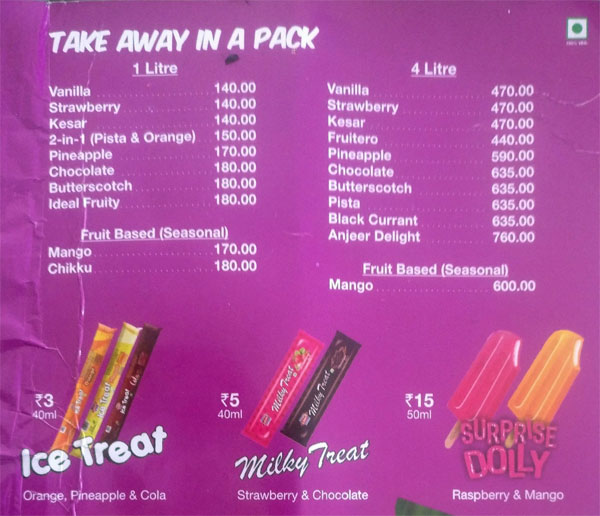 TAKE AWAY IN A PACK
1 Litre
Vanilla 140.00
Strawberry 140.00
Kesar 140.00
2-in-1 (Pista & Orange) 150.00
Pineapple 170.00
Chocolate 180.00
Butterscotch 180.00
Ideal Fruity 180.00
Fruit Based (Seasonal)
Mango 170.00
Chikku 180.00
4 Litre
Vanilla 470.00
Strawberry 470.00
Kesar 470.00
Fruitero 440.00
Pineapple 590.00
Chocolate 635.00
Butterscotch 635.00
Pista 635.00
Black Currant 635.00
Anjeer Delight 760.00
Fruit Based (Seasonal)
Mango 600.00
₹3
40ml
Ice Treat
Orange, Pineapple & Cola
₹5
40ml
Milky Treat
Milky Treat
Milky Treat
Strawberry & Chocolate
₹15
50ml
SURPRISE
DOLLY
Raspberry & Mango